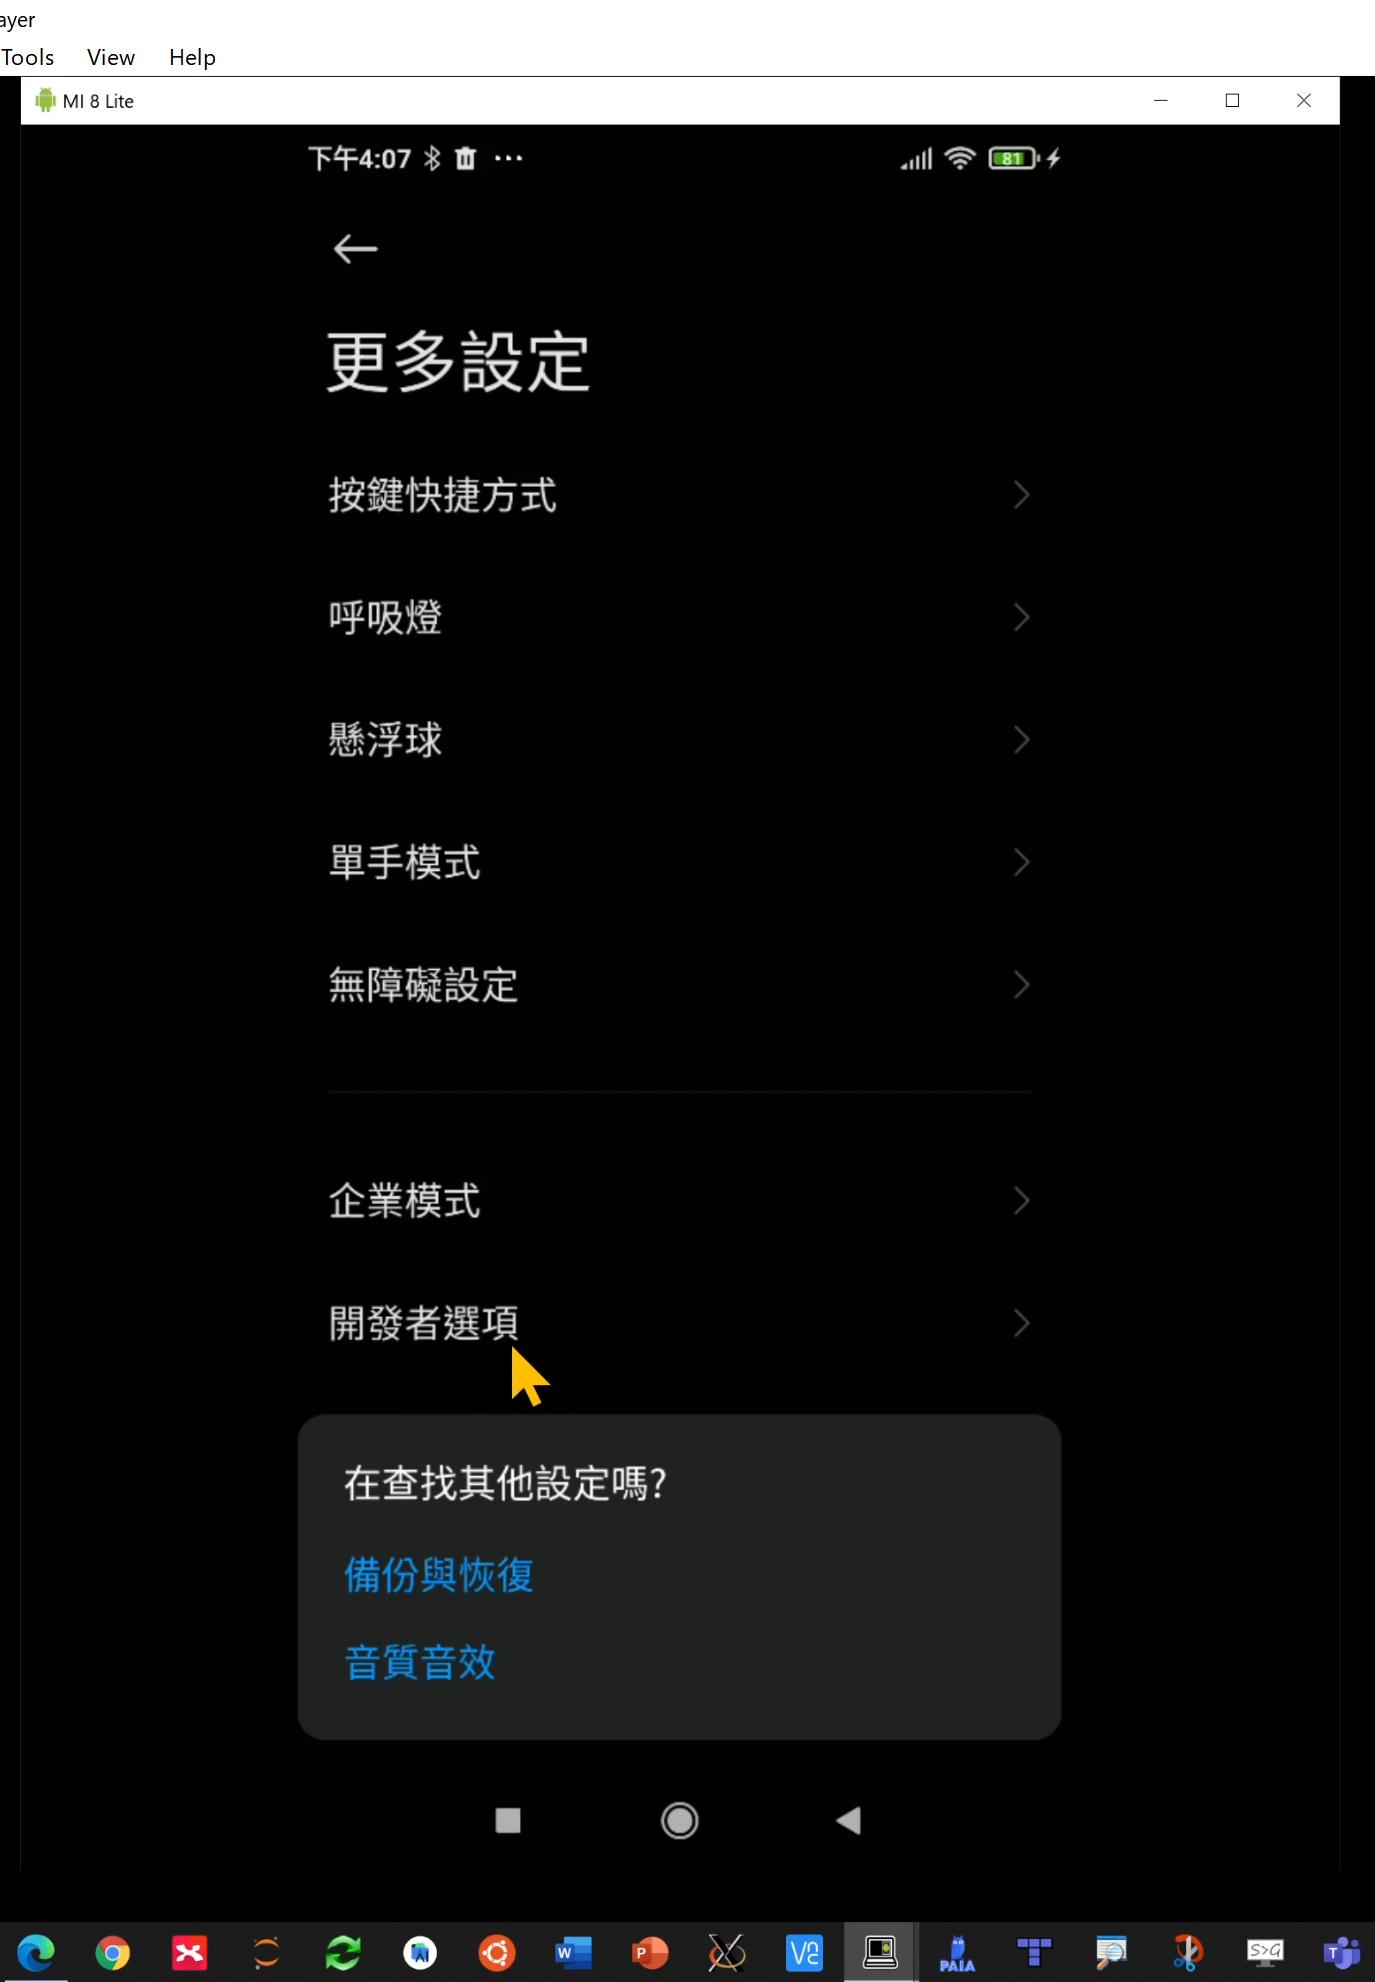 ayer
Tools View Help
MI 8 Lite
下午4:07 81
更多設定
按鍵快捷方式
呼吸燈
懸浮球
單手模式
無障礙設定
企業模式
開發者選項
在查找其他設定嗎?
備份與恢復
音質音效
W P PAIA T S>G T